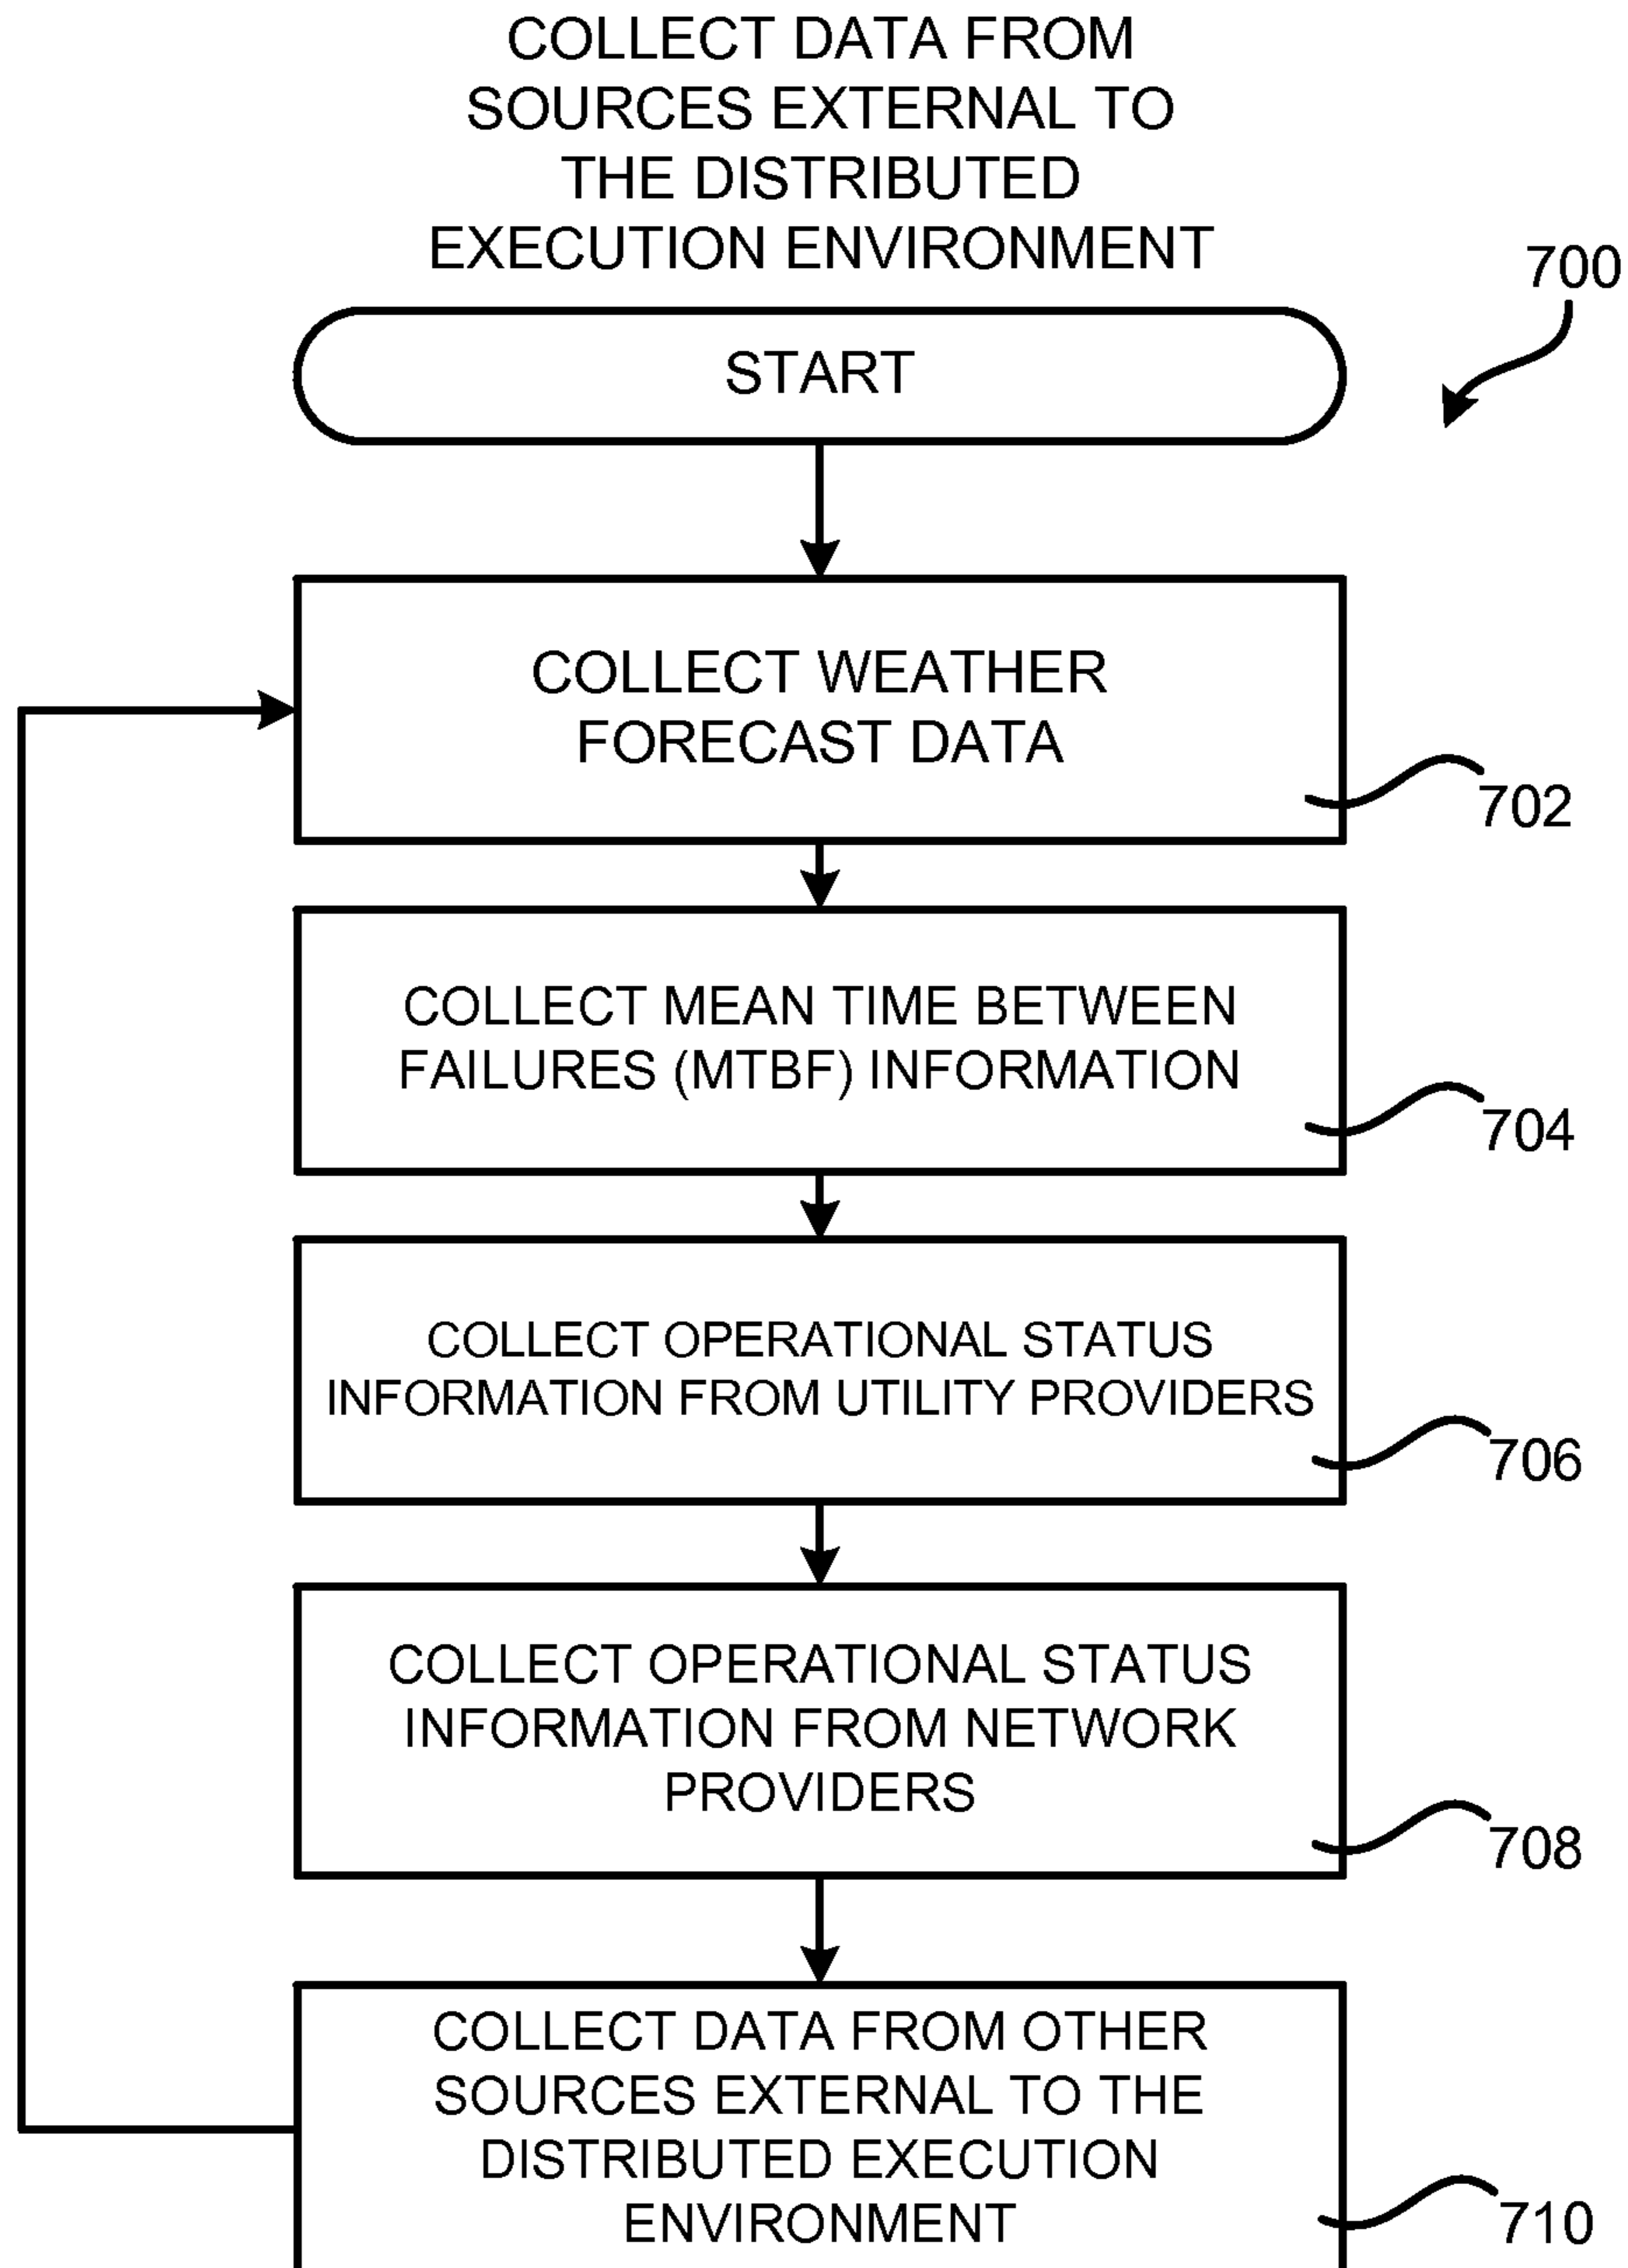 COLLECT DATA FROM
SOURCES EXTERNAL TO
THE DISTRIBUTED
EXECUTION ENVIRONMENT
700
START
COLLECT WEATHER
FORECAST DATA
702
COLLECT MEAN TIME BETWEEN
FAILURES (MTBF) INFORMATION
704
COLLECT OPERATIONAL STATUS
INFORMATION FROM UTILITY PROVIDERS
706
COLLECT OPERATIONAL STATUS
INFORMATION FROM NETWORK
PROVIDERS
708
COLLECT DATA FROM OTHER
SOURCES EXTERNAL TO THE
DISTRIBUTED EXECUTION
ENVIRONMENT
710